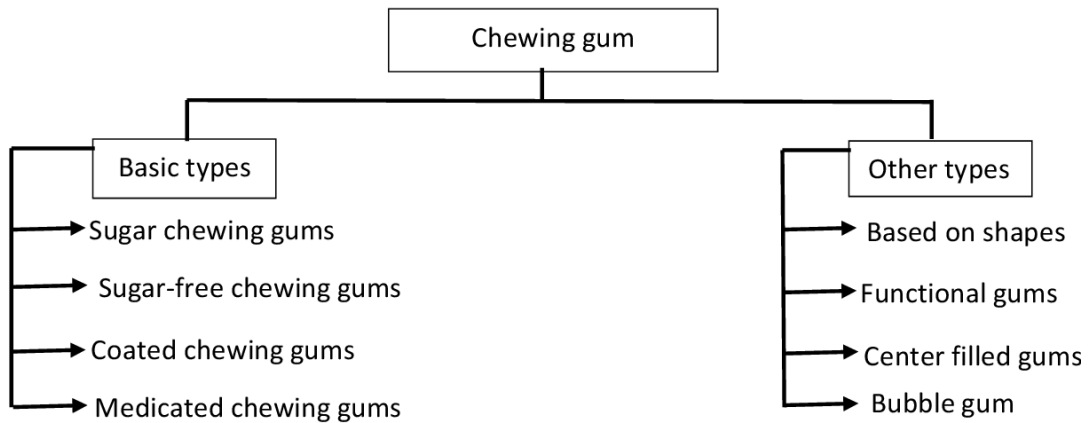 Chewing gum
Basic types
Sugar chewing gums
Sugar-free chewing gums
Coated chewing gums
Medicated chewing gums
Other types
Based on shapes
Functional gums
Center filled gums
Bubble gum